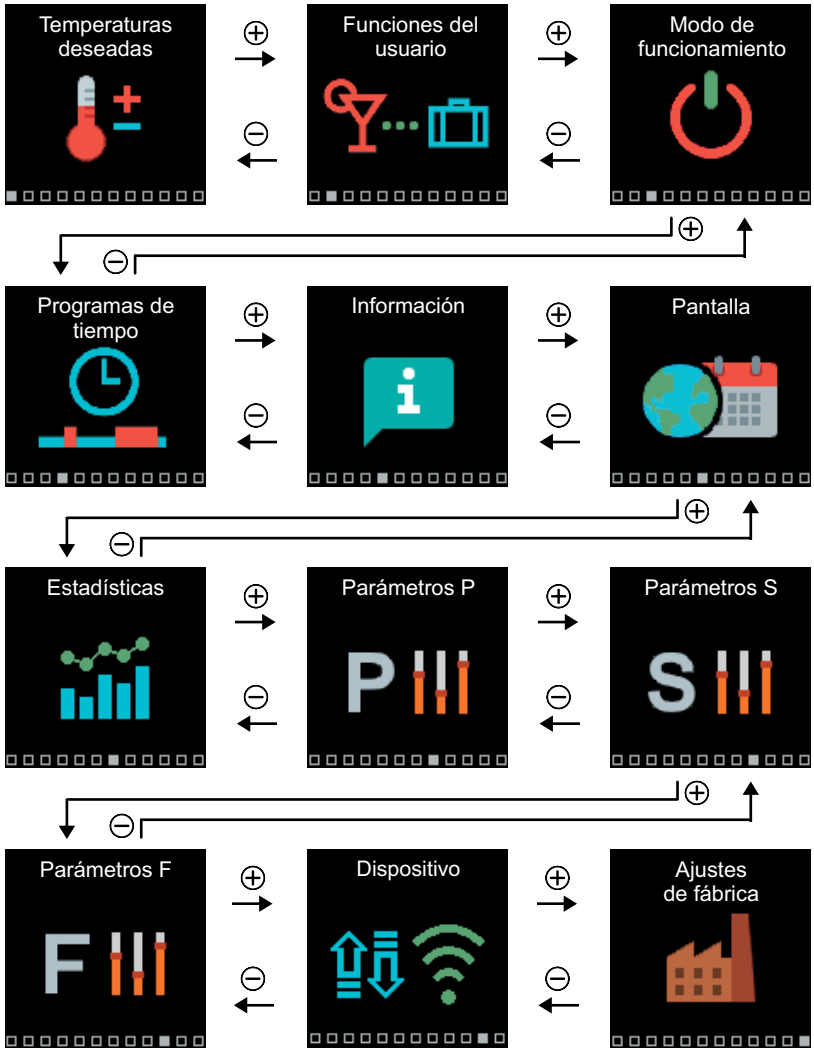 Temperaturas
deseadas
Funciones del
usuario
Modo de
funcionamiento
Programas de
tiempo
Información
Pantalla
Estadísticas
Parámetros P
P
Parámetros S
S
Parámetros F
F
Dispositivo
Ajustes
de fábrica